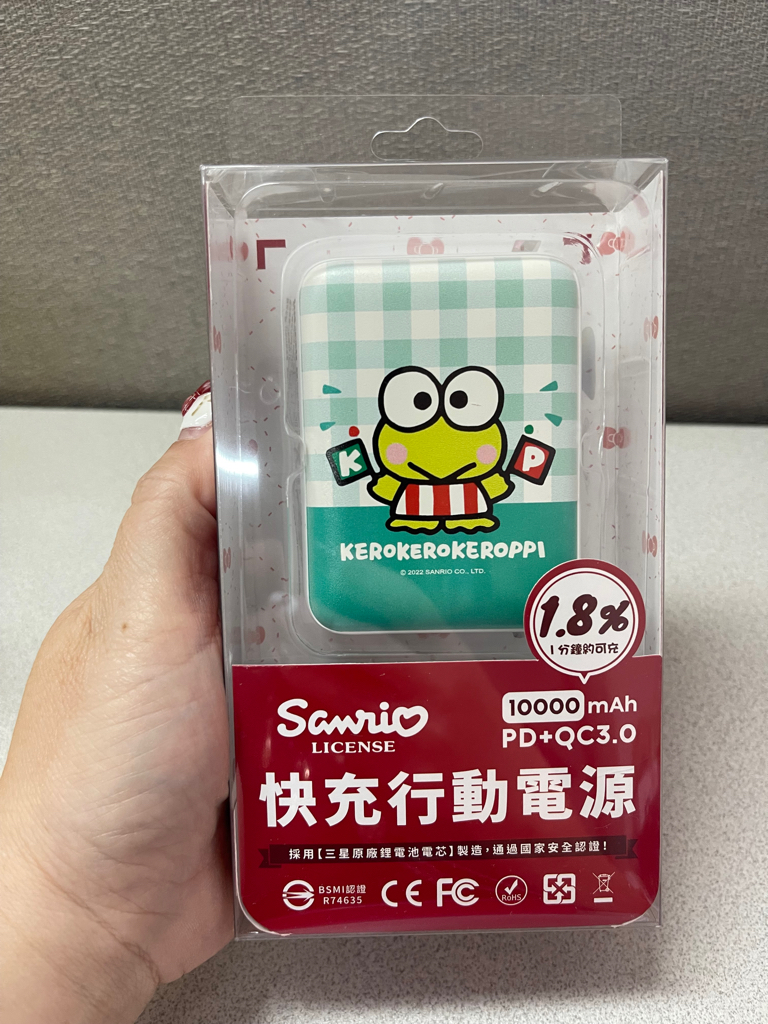 K
P
KEROKEROKEROPPI
© 2022 SANRIO CO., LTD.
1.8%
1分鐘約可充
Sanrio
LICENSE
10000 mAh
PD+QC3.0
快充行動電源
採用【三星原廠鋰電池電芯】製造，通過國家安全認證！
BSMI認證
R74635
CE
FC
RoHS